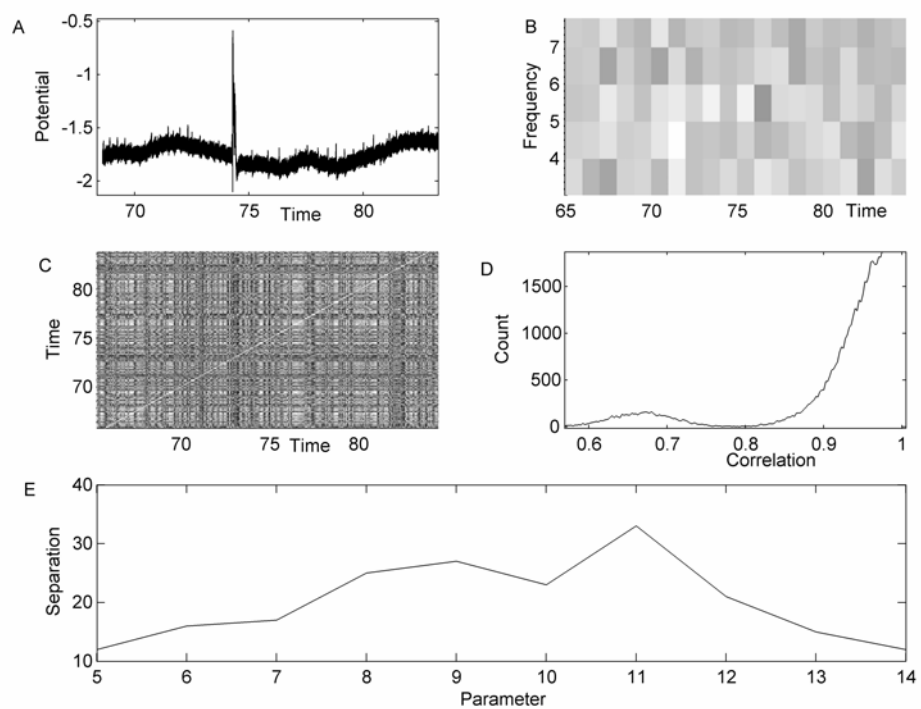 A
-0.5
-1
-1.5
-2
Potential
70
75
80
Time
B
7
6
5
4
Frequency
65
70
75
80
Time
C
80
75
70
Time
70
75
80
Time
D
1500
1000
500
0
Count
0.6
0.7
0.8
0.9
1
Correlation
E
40
30
20
10
Separation
5
6
7
8
9
10
11
12
13
14
Parameter